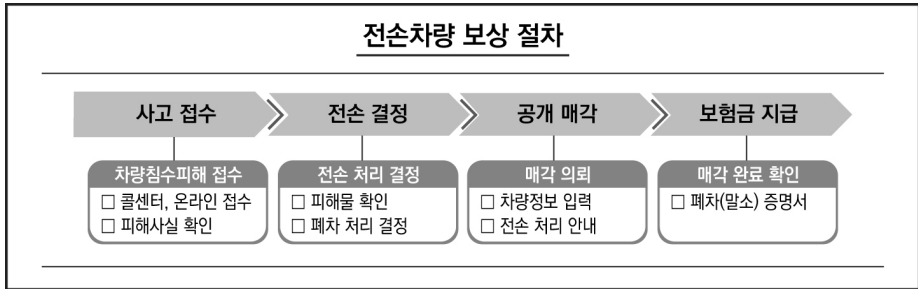 전손차량 보상 절차
사고 접수
전손 결정
공개 매각
보험금 지급
차량침수피해 접수
□ 콜센터, 온라인 접수
□ 피해사실 확인
전손 처리 결정
□ 피해물 확인
□ 폐차 처리 결정
매각 의뢰
□ 차량정보 입력
□ 전손 처리 안내
매각 완료 확인
□ 폐차(말소) 증명서